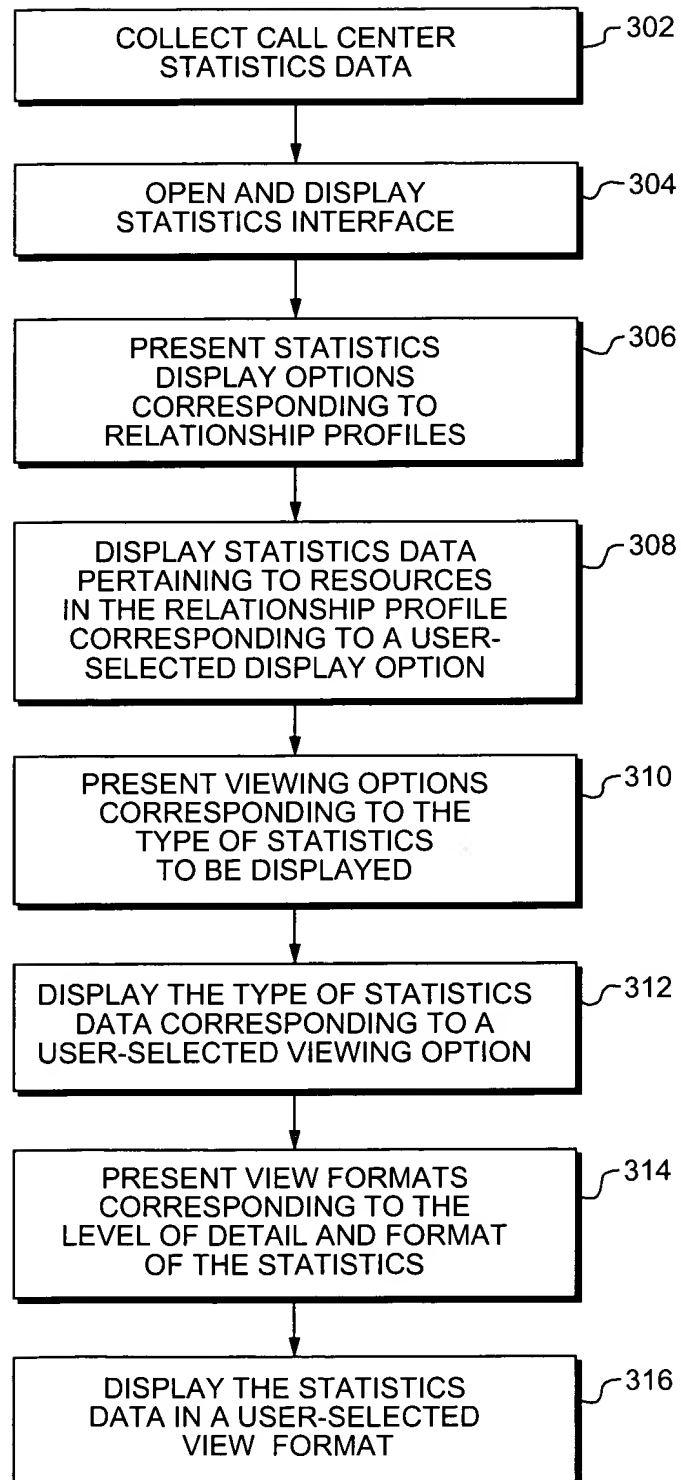 COLLECT CALL CENTER
STATISTICS DATA
302
OPEN AND DISPLAY
STATISTICS INTERFACE
304
PRESENT STATISTICS
DISPLAY OPTIONS
CORRESPONDING TO
RELATIONSHIP PROFILES
306
DISPLAY STATISTICS DATA
PERTAINING TO RESOURCES
IN THE RELATIONSHIP PROFILE
CORRESPONDING TO A USER-
SELECTED DISPLAY OPTION
308
PRESENT VIEWING OPTIONS
CORRESPONDING TO THE
TYPE OF STATISTICS
TO BE DISPLAYED
310
DISPLAY THE TYPE OF STATISTICS
DATA CORRESPONDING TO A
USER-SELECTED VIEWING OPTION
312
PRESENT VIEW FORMATS
CORRESPONDING TO THE
LEVEL OF DETAIL AND FORMAT
OF THE STATISTICS
314
DISPLAY THE STATISTICS
DATA IN A USER-SELECTED
VIEW FORMAT
316